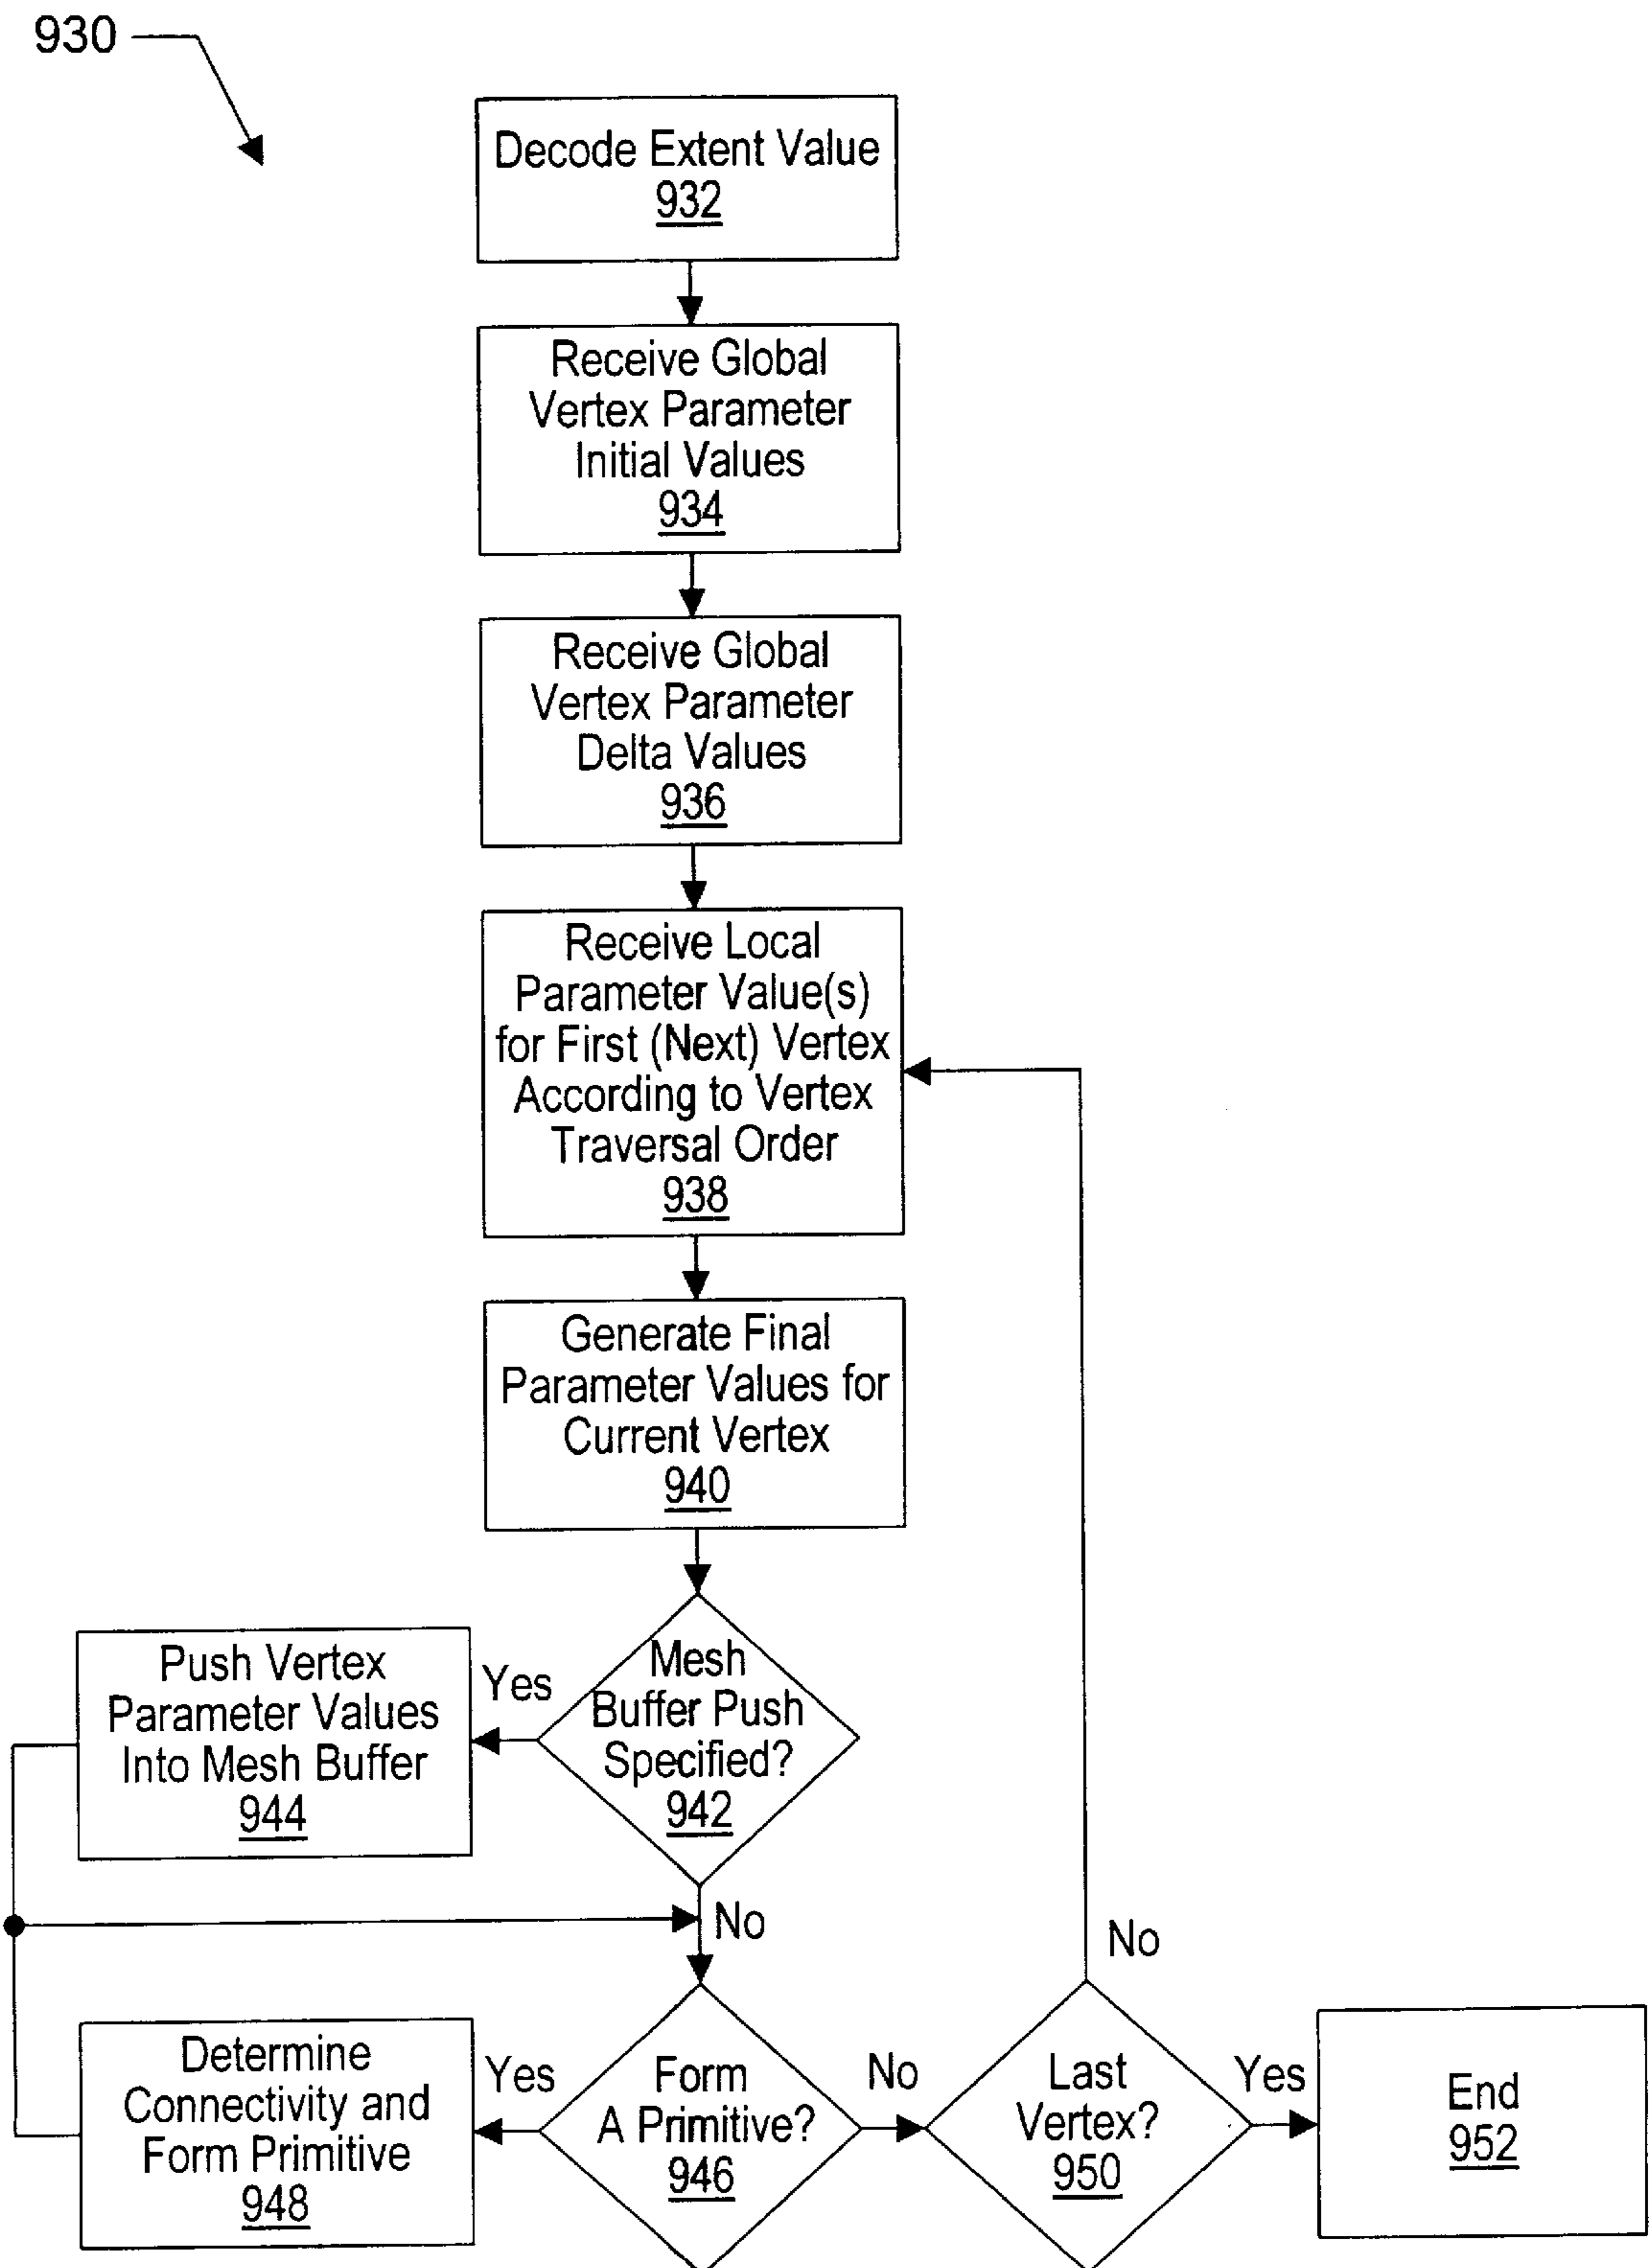 930
Decode Extent Value
932
Receive Global
Vertex Parameter
Initial Values
934
Receive Global
Vertex Parameter
Delta Values
936
Receive Local
Parameter Value(s)
for First (Next) Vertex
According to Vertex
Traversal Order
938
Generate Final
Parameter Values for
Current Vertex
940
Mesh
Buffer Push
Specified?
942
Yes
Push Vertex
Parameter Values
Into Mesh Buffer
944
No
Form
A Primitive?
946
Yes
Determine
Connectivity and
Form Primitive
948
No
Last
Vertex?
950
No
Yes
End
952